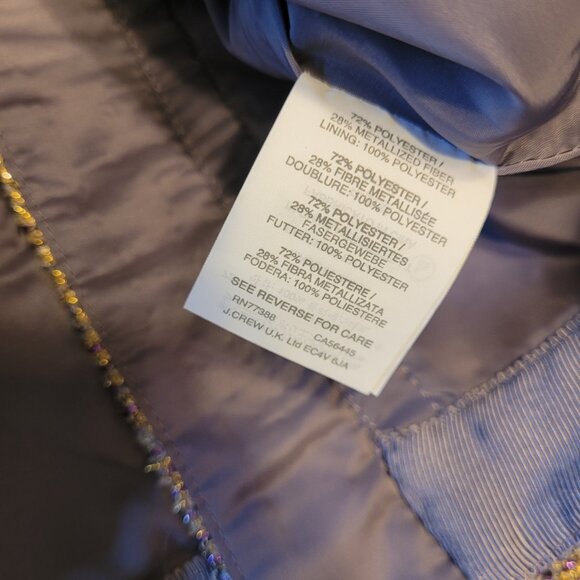 72% POLYESTER /
28% METALLIZED FIBER
LINING: 100% POLYESTER
72% POLYESTER /
28% FIBRE METALLISÉE
DOUBLURE: 100% POLYESTER
72% POLYESTER /
28% METALLISIERTES
FASERGEWEBE
FUTTER: 100% POLYESTER
72% POLIESTERE /
28% FIBRA METALLIZZATA
FODERA: 100% POLIESTERE
SEE REVERSE FOR CARE
RN77388 CA56445
J.CREW U.K. Ltd EC4V 6JA